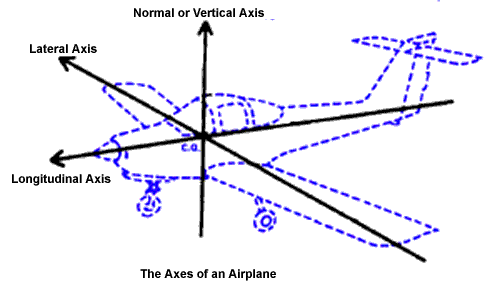 Normal or Vertical Axis
Lateral Axis
c.g.
Longitudinal Axis
The Axes of an Airplane